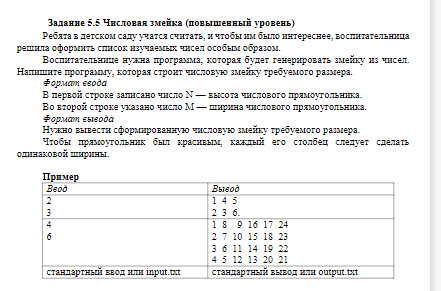 Задание 5.5 Числовая змейка (повышенный уровень)
Ребята в детском саду учатся считать, и чтобы им было интереснее, воспитательница
решила оформить список изучаемых чисел особым образом.
Воспитательнице нужна программа, которая будет генерировать змейку из чисел.
Напишите программу, которая строит числовую змейку требуемого размера.
Формат ввода
В первой строке записано число N — высота числового прямоугольника.
Во второй строке указано число M — ширина числового прямоугольника.
Формат вывода
Нужно вывести сформированную числовую змейку требуемого размера.
Чтобы прямоугольник был красивым, каждый его столбец следует сделать
одинаковой ширины.
Пример
Ввод Вывод
2 1 4 5
3 2 3 6.
4 1 8 9 16 17 24
6 2 7 10 15 18 23
3 6 11 14 19 22
4 5 12 13 20 21
стандартный ввод или input.txt стандартный вывод или output.txt